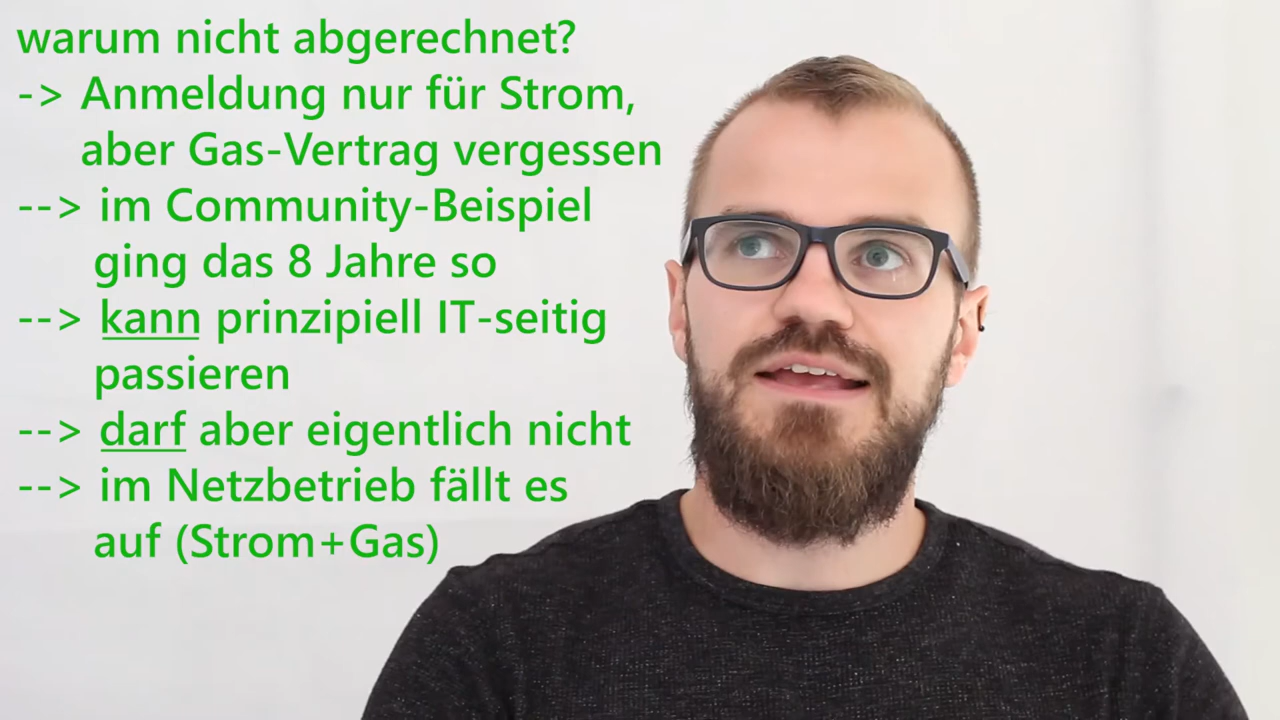 warum nicht abgerechnet?
-> Anmeldung nur für Strom,
aber Gas-Vertrag vergessen
--> im Community-Beispiel
ging das 8 Jahre so
--> kann prinzipiell IT-seitig
passieren
--> darf aber eigentlich nicht
--> im Netzbetrieb fällt es
auf (Strom+Gas)